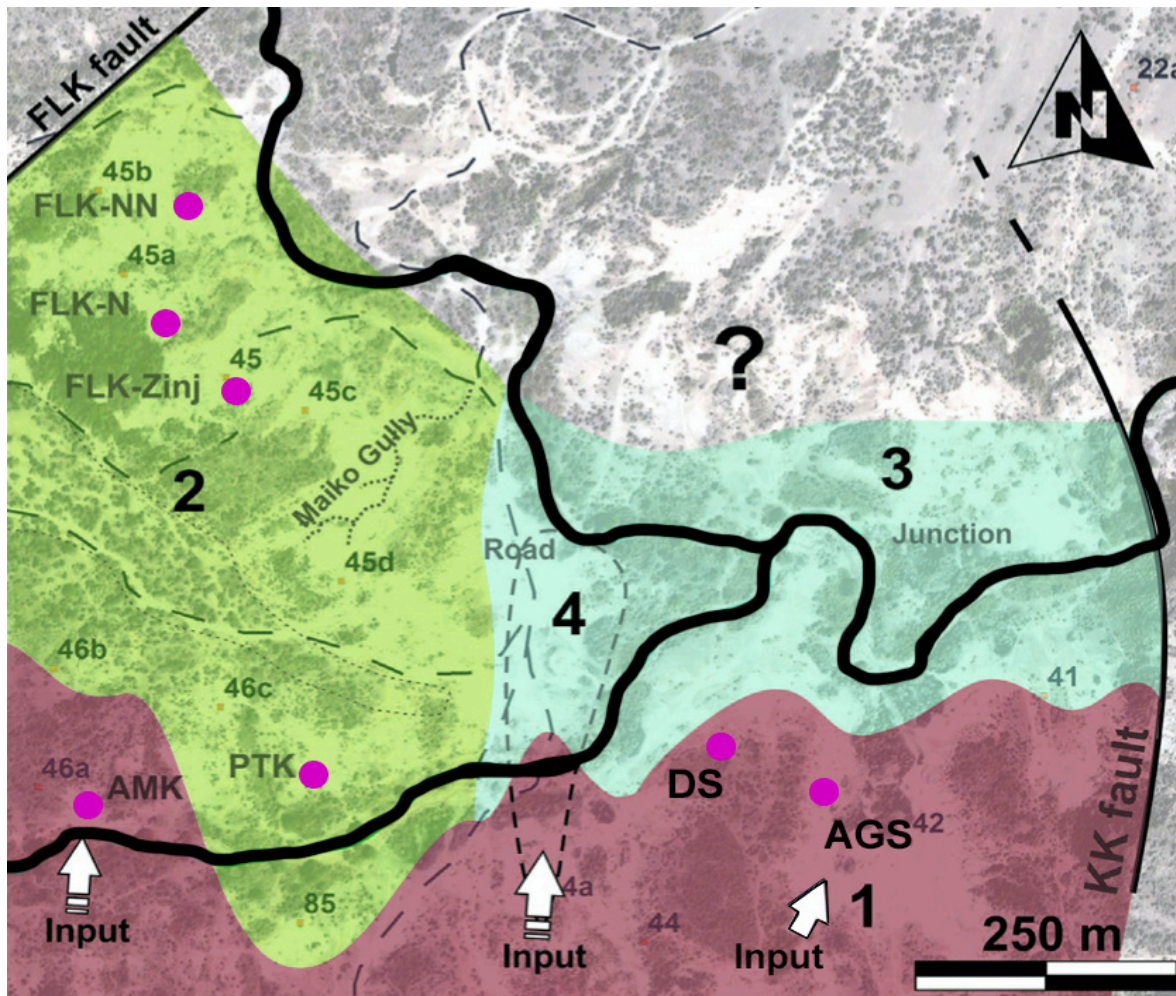 FLK fault
22a
N
45b
FLK-NN
45a
FLK-N
45
FLK-Zinj
45c
?
3
2
Maiko Gully
Road
Junction
45d
4
46b
46c
41
PTK
46a
AMK
DS
AGS
42
KK fault
85
4a
44
1
Input
Input
Input
250 m